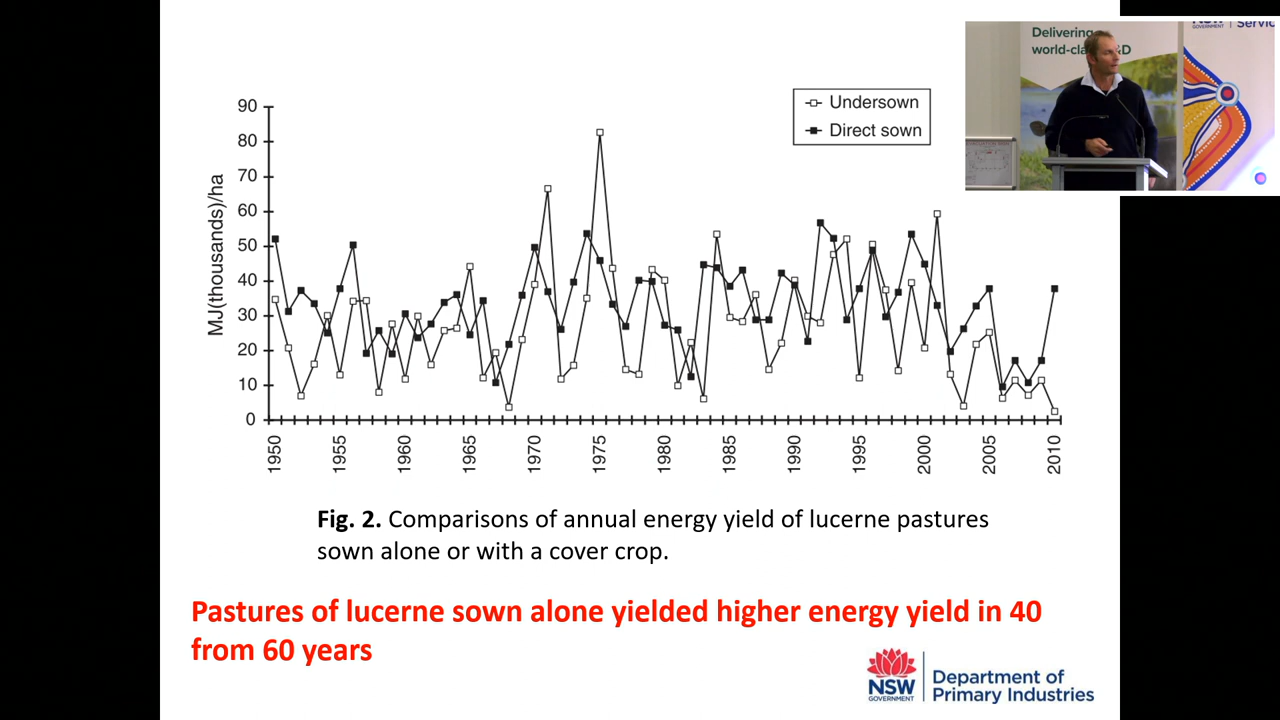 Delivering
world-cla
&D
NSW
GOVERNMENT
Servic
Undersown
Direct sown
MJ(thousands)/ha
90
80
70
60
50
40
30
20
10
0
1950
1955
1960
1965
1970
1975
1980
1985
1990
1995
2000
2005
2010
Fig. 2. Comparisons of annual energy yield of lucerne pastures
sown alone or with a cover crop.
Pastures of lucerne sown alone yielded higher energy yield in 40
from 60 years
NSW
GOVERNMENT
Department of
Primary Industries